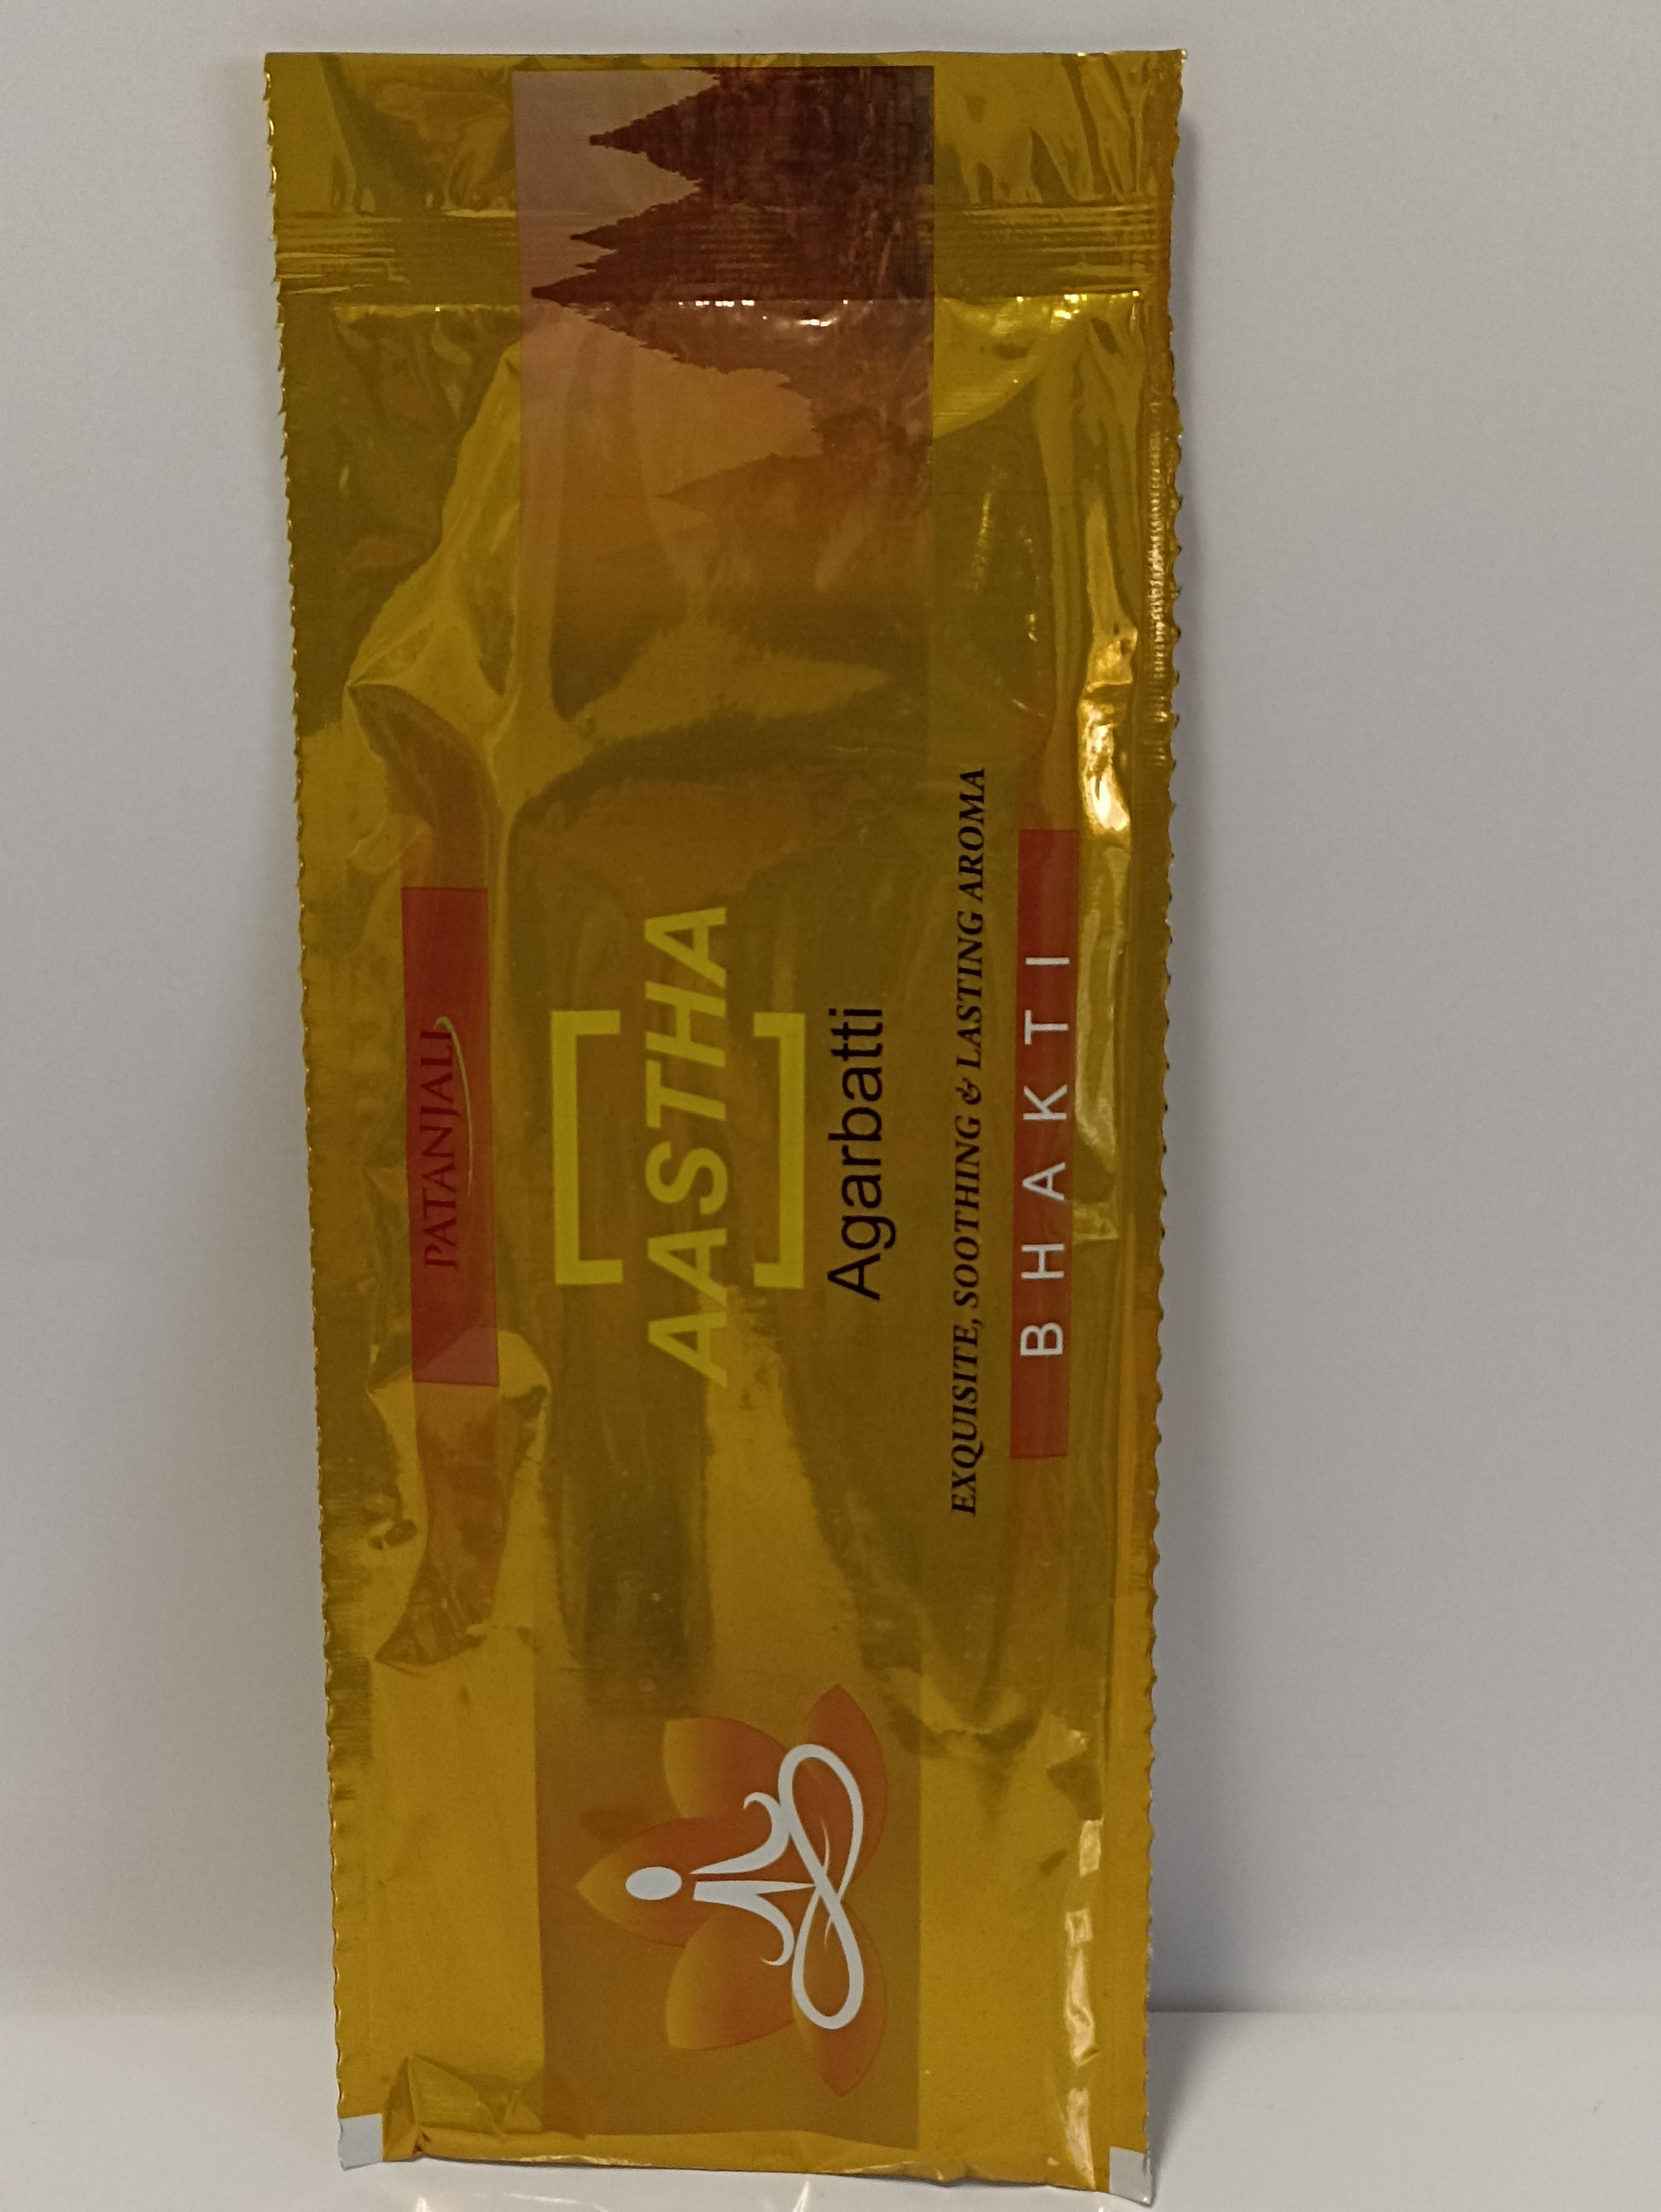 PATANJALI
AASTHA
Agarbatti
EXQUISITE, SOOTHING & LASTING AROMA
BHAKTI